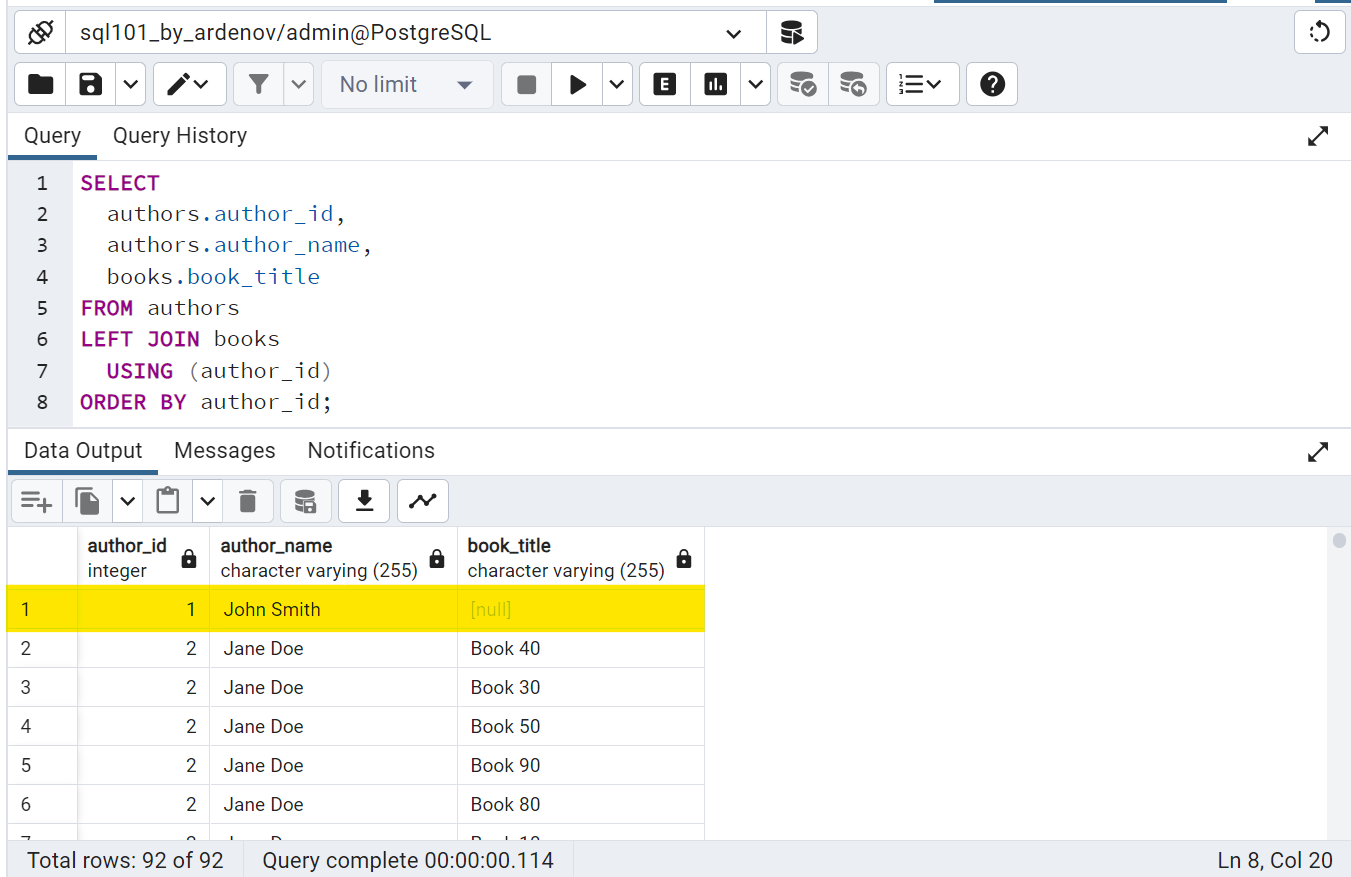 sql101_by_ardenov/admin@PostgreSQL
No limit
E
Query Query History
1 SELECT
2 authors.author_id,
3 authors.author_name,
4 books.book_title
5 FROM authors
6 LEFT JOIN books
7 USING (author_id)
8 ORDER BY author_id;
Data Output Messages Notifications
author_id author_name book_title
integer character varying (255) character varying (255)
1 1 John Smith [null]
2 2 Jane Doe Book 40
3 2 Jane Doe Book 30
4 2 Jane Doe Book 50
5 2 Jane Doe Book 90
6 2 Jane Doe Book 80
Total rows: 92 of 92 Query complete 00:00:00.114 Ln 8, Col 20